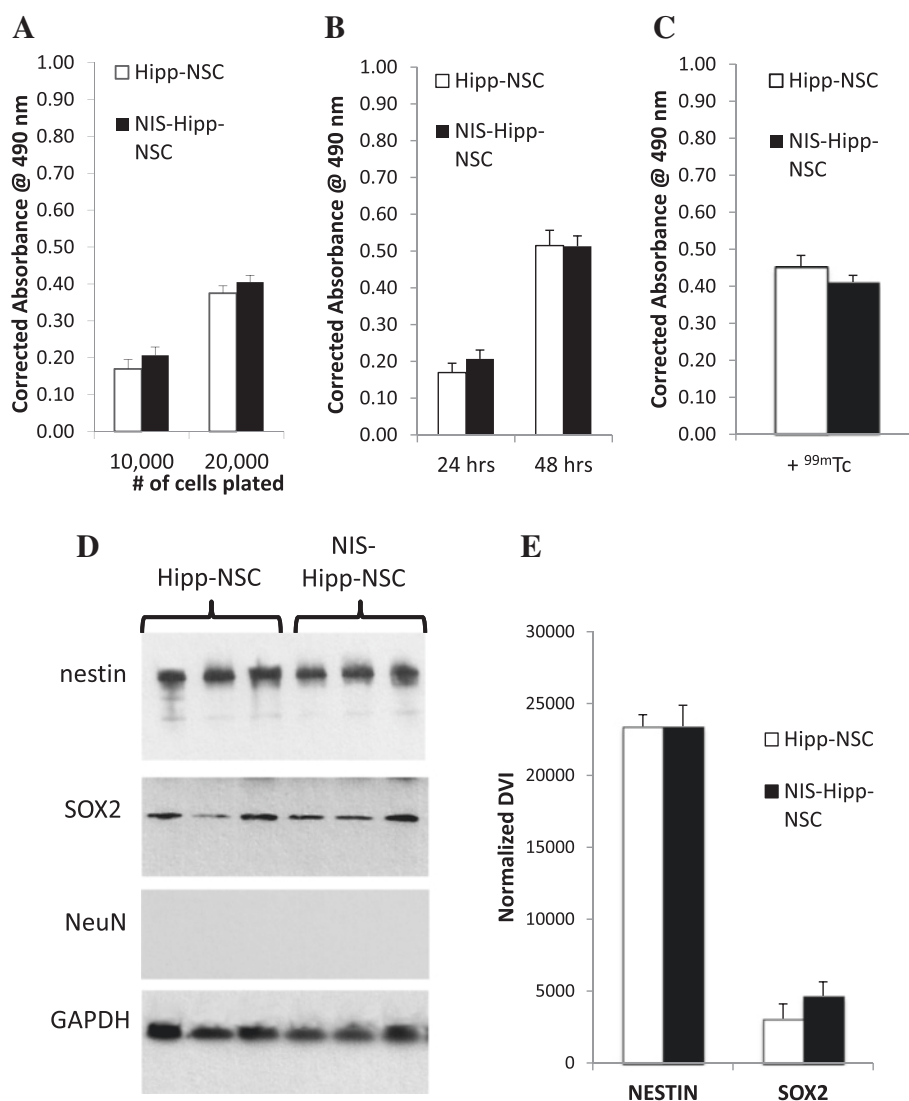 A
Corrected Absorbance @ 490 nm
1.00
0.90
0.80
0.70
0.60
0.50
0.40
0.30
0.20
0.10
0.00
Hipp-NSC
NIS-Hipp-
NSC
10,000 20,000
# of cells plated
B
Corrected Absorbance @ 490 nm
1.00
0.90
0.80
0.70
0.60
0.50
0.40
0.30
0.20
0.10
0.00
Hipp-NSC
NIS-Hipp-
NSC
24 hrs 48 hrs
C
Corrected Absorbance @ 490 nm
1.00
0.90
0.80
0.70
0.60
0.50
0.40
0.30
0.20
0.10
0.00
Hipp-NSC
NIS-Hipp-
NSC
+ ⁹⁹ᵐTc
D
Hipp-NSC
NIS-
Hipp-NSC
nestin
SOX2
NeuN
GAPDH
E
Normalized DVI
30000
25000
20000
15000
10000
5000
0
Hipp-NSC
NIS-Hipp-
NSC
NESTIN SOX2